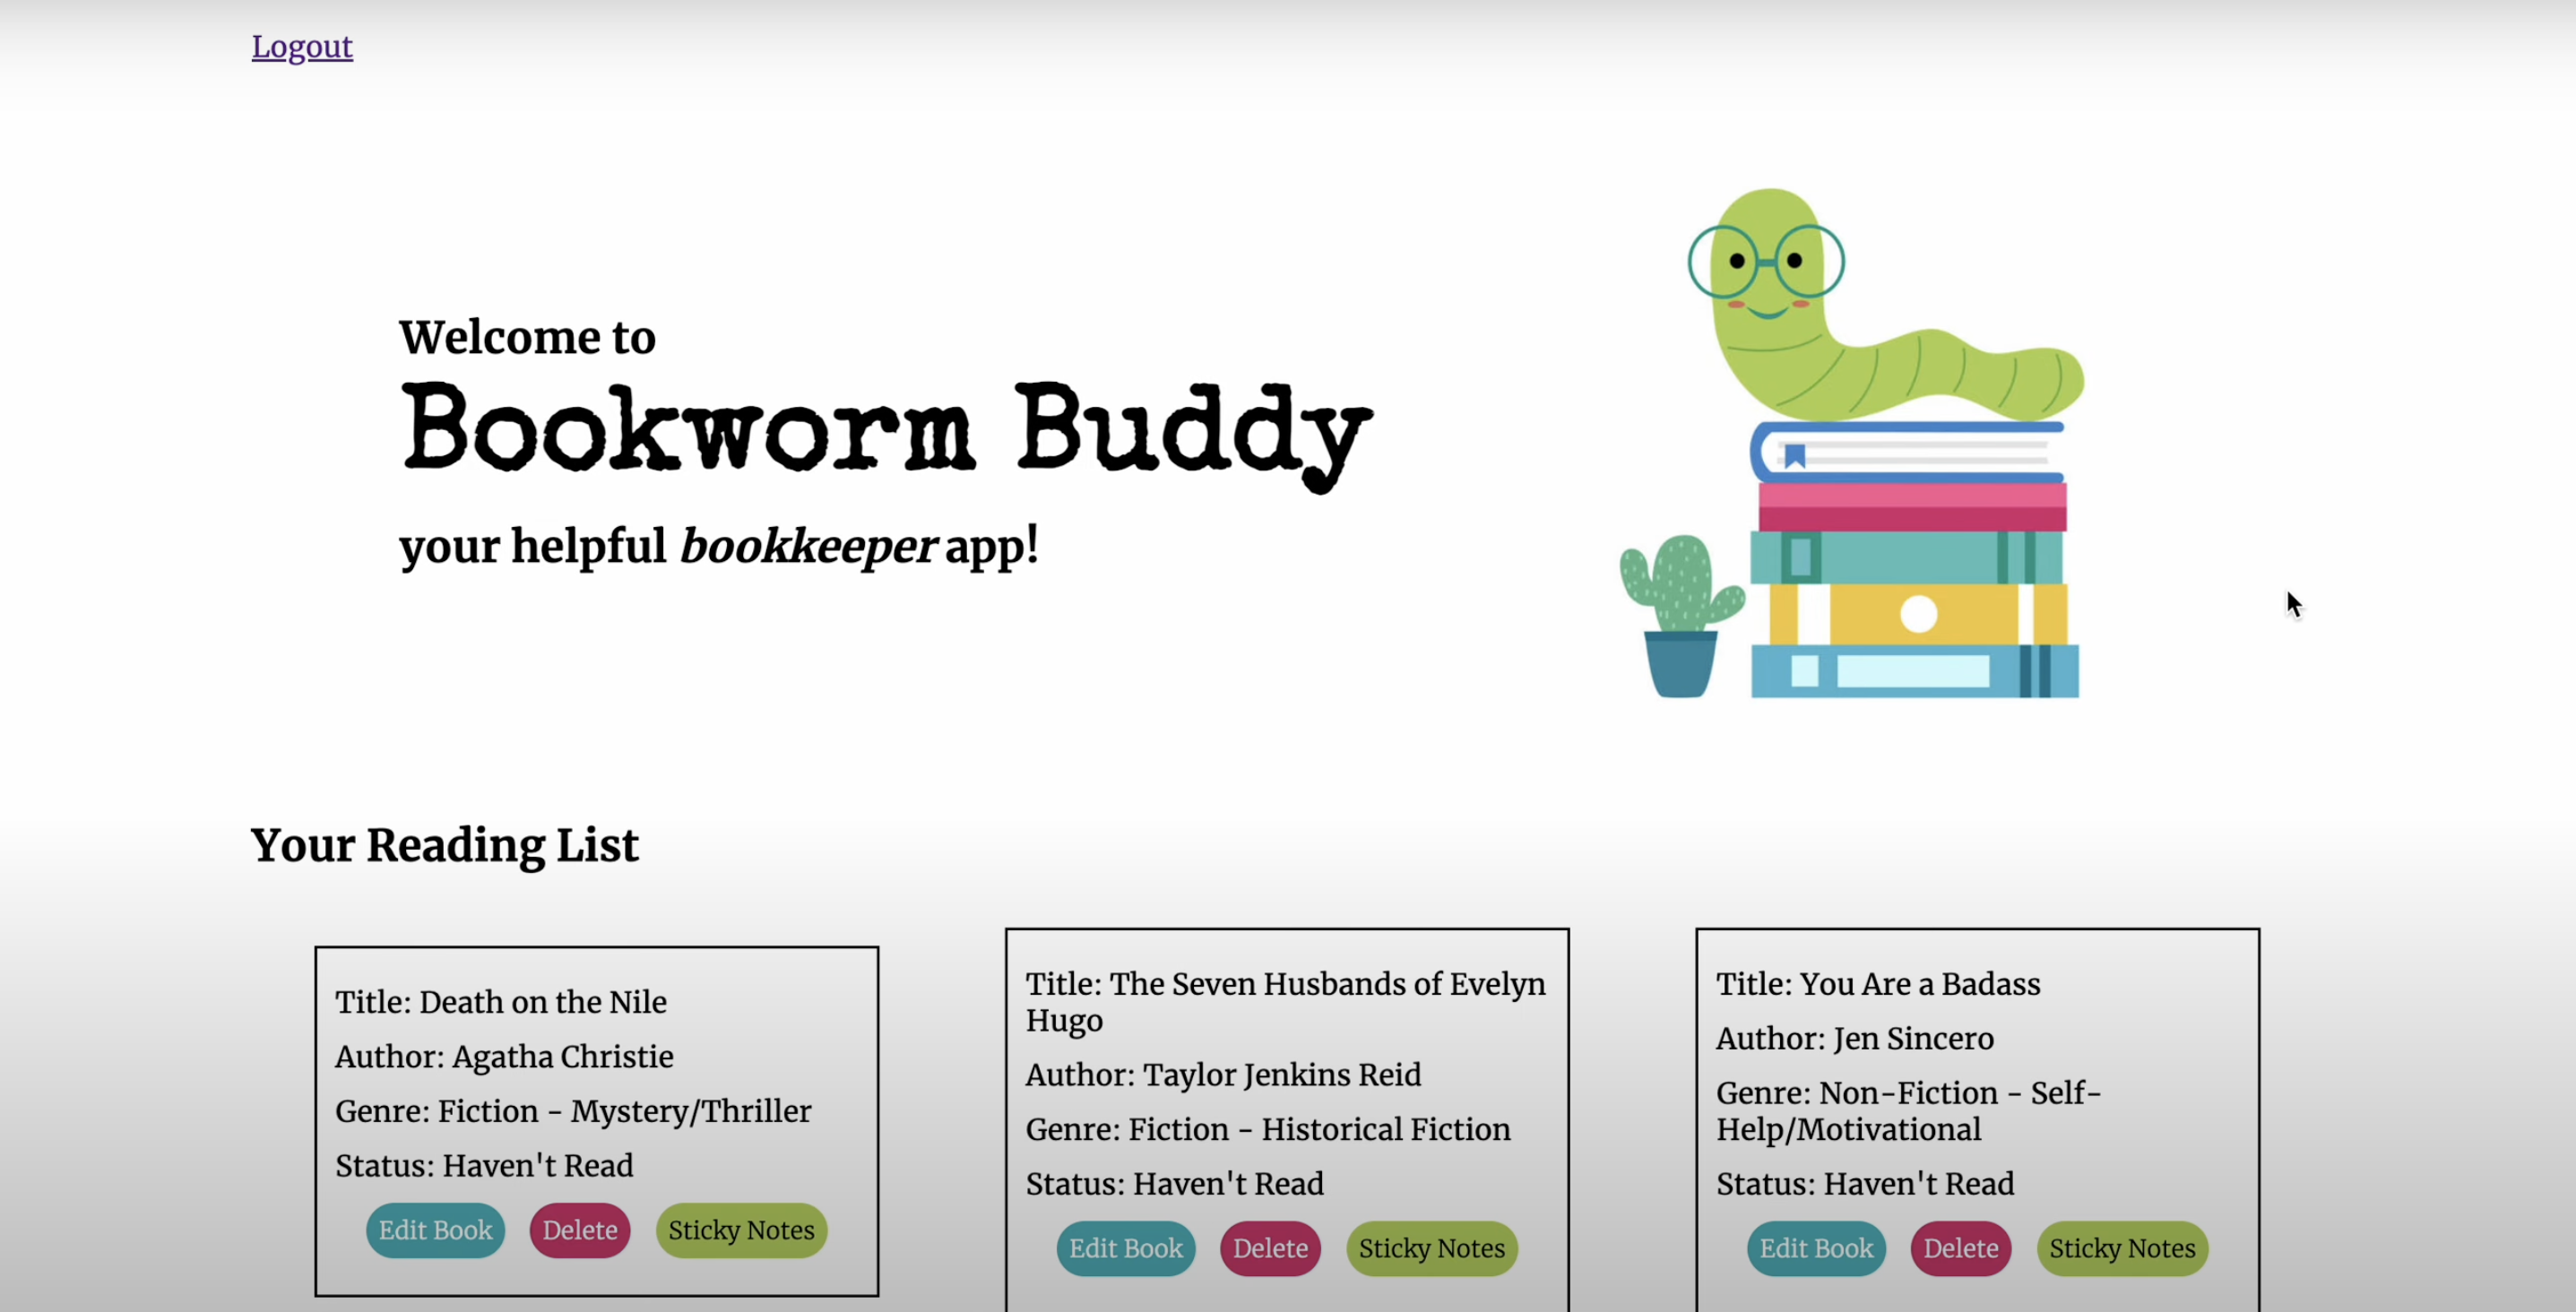 Logout
Welcome to
Bookworm Buddy
your helpful bookkeeper app!
Your Reading List
Title: Death on the Nile
Author: Agatha Christie
Genre: Fiction - Mystery/Thriller
Status: Haven't Read
Edit Book Delete Sticky Notes
Title: The Seven Husbands of Evelyn
Hugo
Author: Taylor Jenkins Reid
Genre: Fiction - Historical Fiction
Status: Haven't Read
Edit Book Delete Sticky Notes
Title: You Are a Badass
Author: Jen Sincero
Genre: Non-Fiction - Self-
Help/Motivational
Status: Haven't Read
Edit Book Delete Sticky Notes